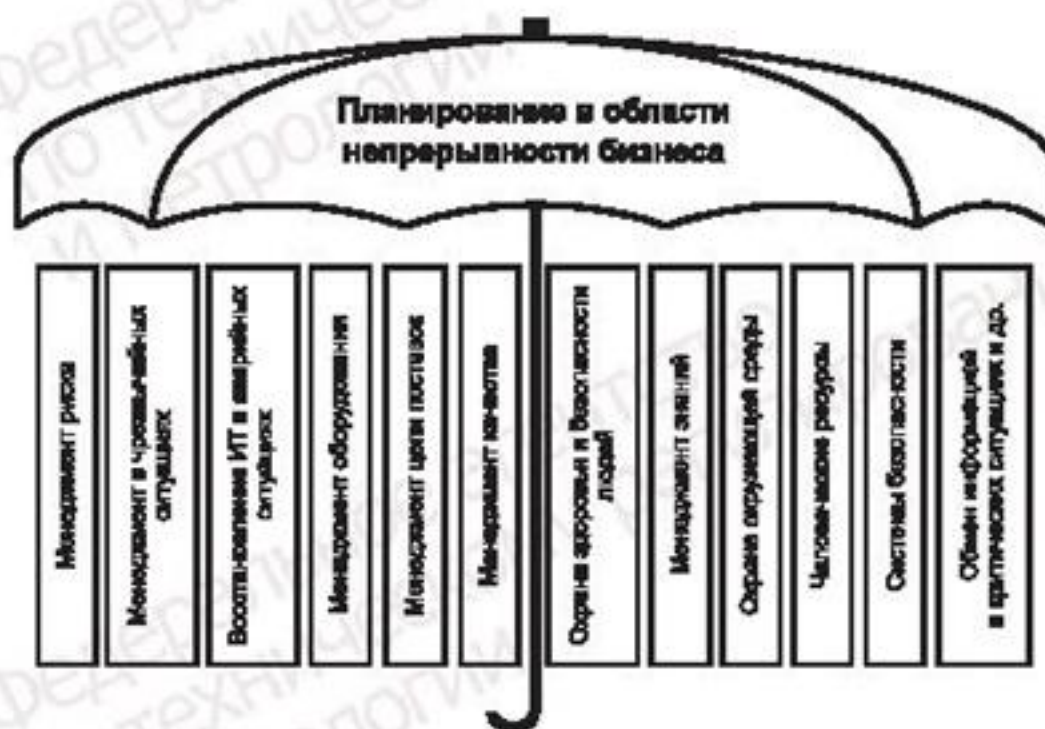 Планирование в области
непрерывности бизнеса
Менеджмент риска
Менеджмент в чрезвычайных
ситуациях
Восстановление ИТ в аварийных
ситуациях
Менеджмент оборудования
Менеджмент цепи поставок
Менеджмент качества
Охрана здоровья и безопасности
людей
Менеджмент знаний
Охрана окружающей среды
Человеческие ресурсы
Системы безопасности
Обмен информацией
в критических ситуациях и др.